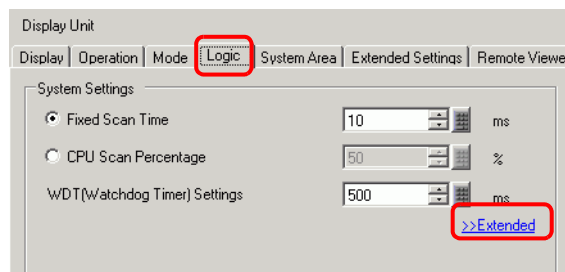 Display Unit
Display Operation Mode Logic System Area Extended Settings Remote Viewe
System Settings
Fixed Scan Time 10 ms
CPU Scan Percentage 50 %
WDT(Watchdog Timer) Settings 500 ms
>>Extended